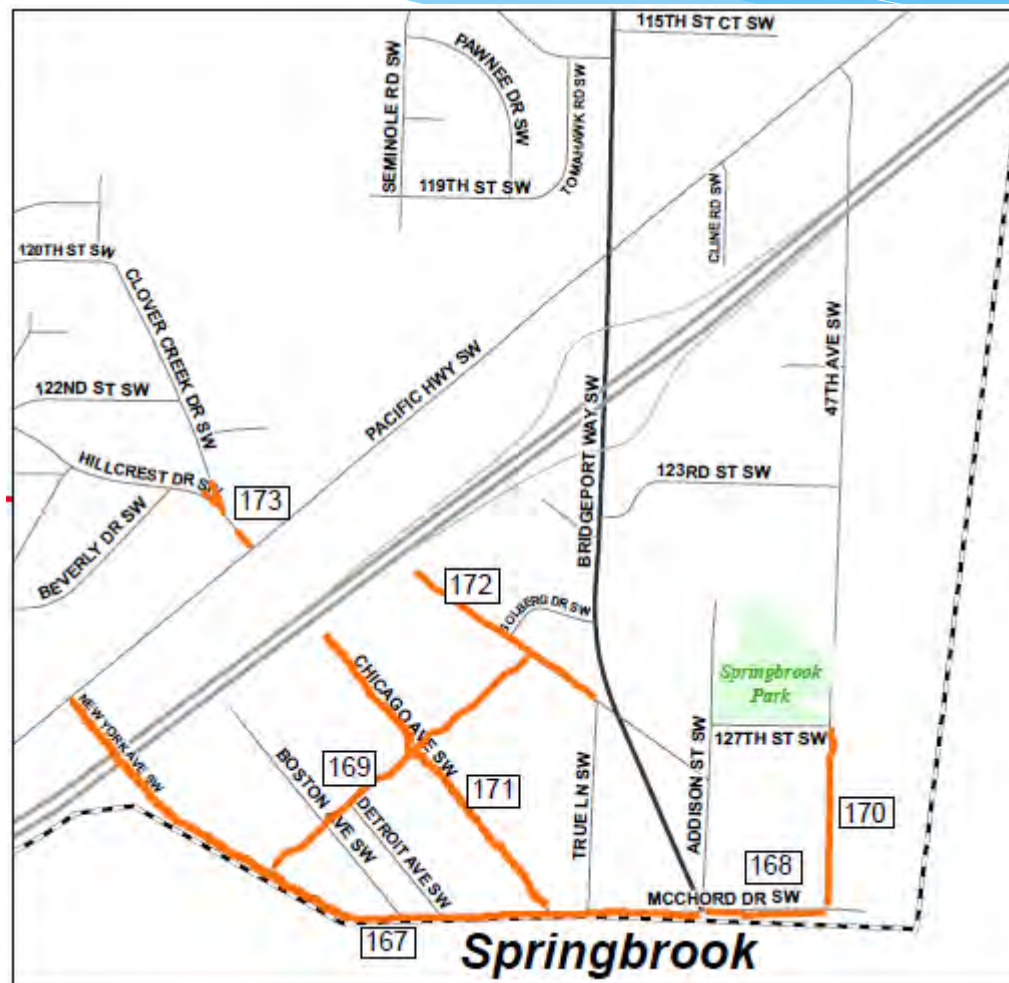 115TH ST CT SW
PAWNEE DR SW
SEMINOLE RD SW
TOMAHAWK RD SW
119TH ST SW
CLINE RD SW
120TH ST SW
CLOVER CREEK DR SW
47TH AVE SW
PACIFIC HWY SW
122ND ST SW
BRIDGEPORT WAY SW
HILLCREST DR SW
123RD ST SW
173
BEVERLY DR SW
172
SOLBERG DR SW
CHICAGO AVE SW
Springbrook
Park
NEW YORK AVE SW
127TH ST SW
169
BOSTON AVE SW
171
DETROIT AVE SW
TRUE LN SW
ADDISON ST SW
170
168
MCCHORD DR SW
167
Springbrook